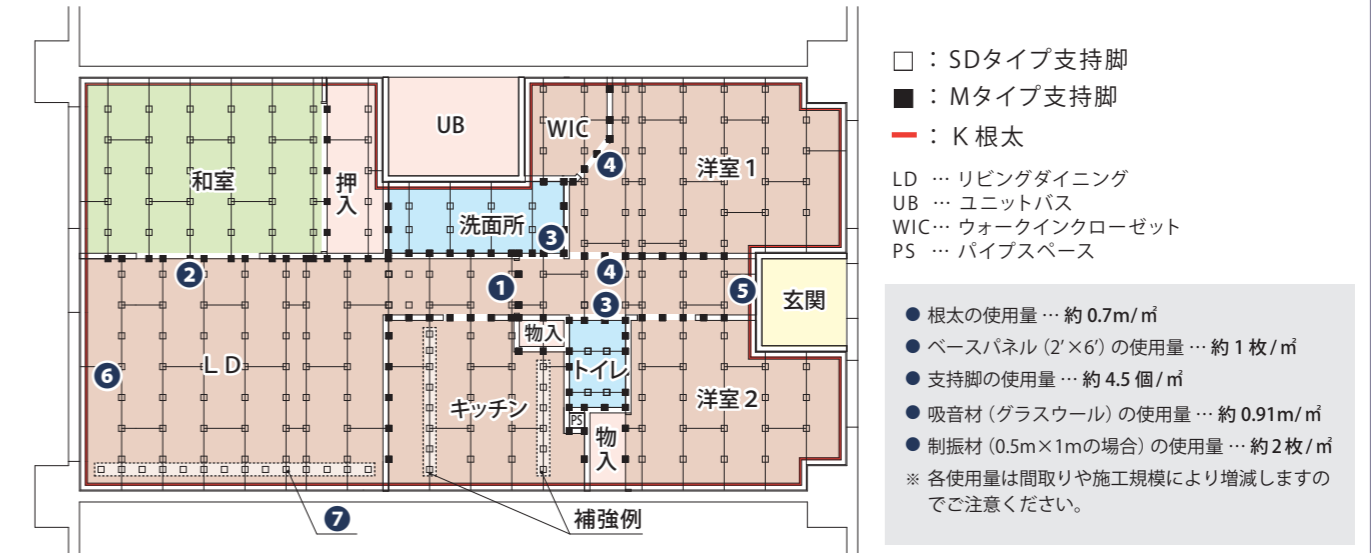 UB
WIC
❹
洋室1
和室
押入
洗面所
❸
❷
❶
❹
❺
玄関
❸
物入
❻
LD
トイレ
キッチン
洋室2
PS
物入
❼
補強例
□ : SDタイプ支持脚
■ : Mタイプ支持脚
━ : K根太
LD … リビングダイニング
UB … ユニットバス
WIC… ウォークインクローゼット
PS … パイプスペース
● 根太の使用量 … 約0.7m/㎡
● ベースパネル(2’×6’)の使用量 … 約1枚/㎡
● 支持脚の使用量 … 約4.5個/㎡
● 吸音材(グラスウール)の使用量 … 約0.91m/㎡
● 制振材(0.5m×1mの場合)の使用量 … 約2枚/㎡
※ 各使用量は間取りや施工規模により増減しますの
でご注意ください。